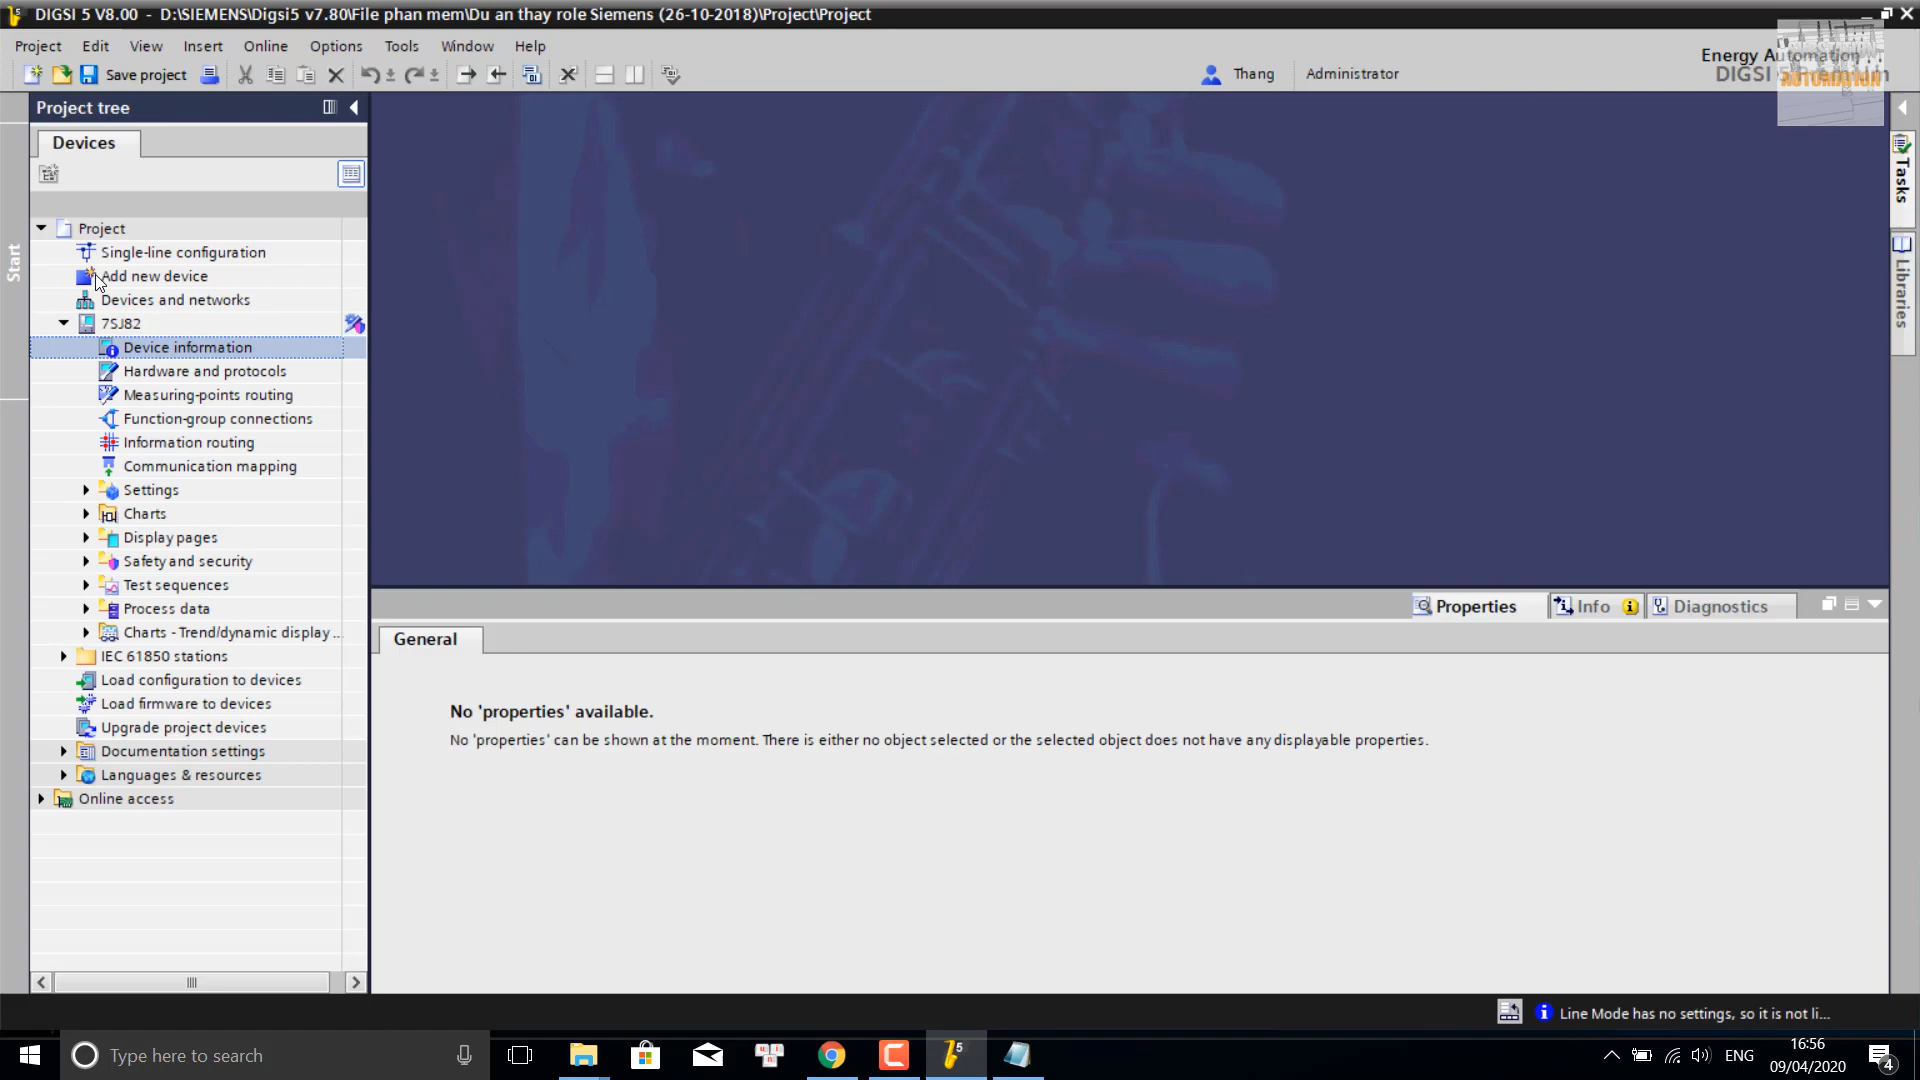 DIGSI 5 V8.00 - D:\SIEMENS\Digsi5 v7.80\File phan mem\Du an thay role Siemens (26-10-2018)\Project\Project
Project Edit View Insert Online Options Tools Window Help
Save project
Thang Administrator
Energy Automation
DIGSI 5 Premium
AUTOMATION
Project tree
Devices
Start
Project
Single-line configuration
Add new device
Devices and networks
7SJ82
Device information
Hardware and protocols
Measuring-points routing
Function-group connections
Information routing
Communication mapping
Settings
Charts
Display pages
Safety and security
Test sequences
Process data
Charts - Trend/dynamic display ...
IEC 61850 stations
Load configuration to devices
Load firmware to devices
Upgrade project devices
Documentation settings
Languages & resources
Online access
Tasks
Libraries
Properties Info Diagnostics
General
No 'properties' available.
No 'properties' can be shown at the moment. There is either no object selected or the selected object does not have any displayable properties.
Line Mode has no settings, so it is not li...
Type here to search
5
ENG
16:56
09/04/2020
4